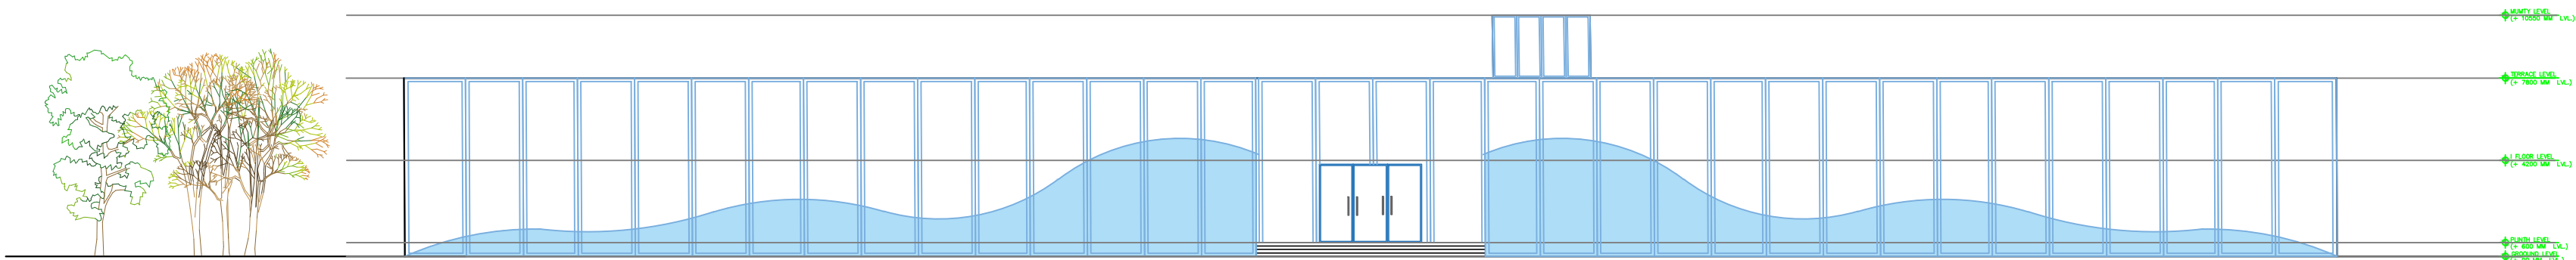 MUMTY LEVEL
(+ 10550 MM LVL.)
TERRACE LEVEL
(+ 7800 MM LVL.)
I FLOOR LEVEL
(+ 4200 MM LVL.)
PLINTH LEVEL
(+ 600 MM LVL.)
GROUND LEVEL